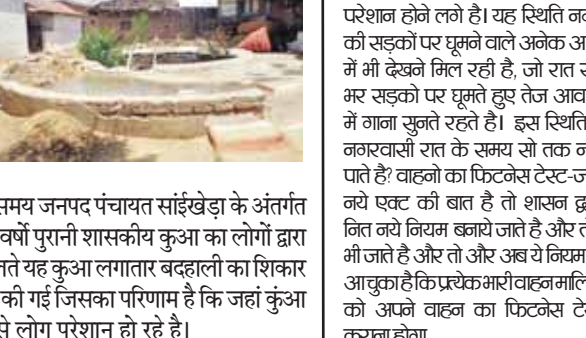 समय जनपद पंचायत सांईखेड़ा के अंतर्गत
वर्षो पुरानी शासकीय कुआ का लोगों द्वारा
यह कुआ लगातार बदहाली का शिकार
की गई जिसका परिणाम है कि जहां कुंआ
से लोग परेशान हो रहे है।
परेशान होने लगे है। यह स्थिति
की सड़कों पर घूमने वाले अनेक
में भी देखने मिल रही है, जो रात
भर सड़को पर घूमते हुए तेज
में गाना सुनते रहते है। इस स्थिति
नगरवासी रात के समय सो तक
पाते है? वाहनो का फिटनेस टेस्ट-
नये एक्ट की बात है तो शासन
नित नये नियम बनाये जाते है और
भी जाते है और तो और अब ये नियम
आ चुका है कि प्रत्येक भारी वाहन
को अपने वाहन का फिटनेस
कराना होगा